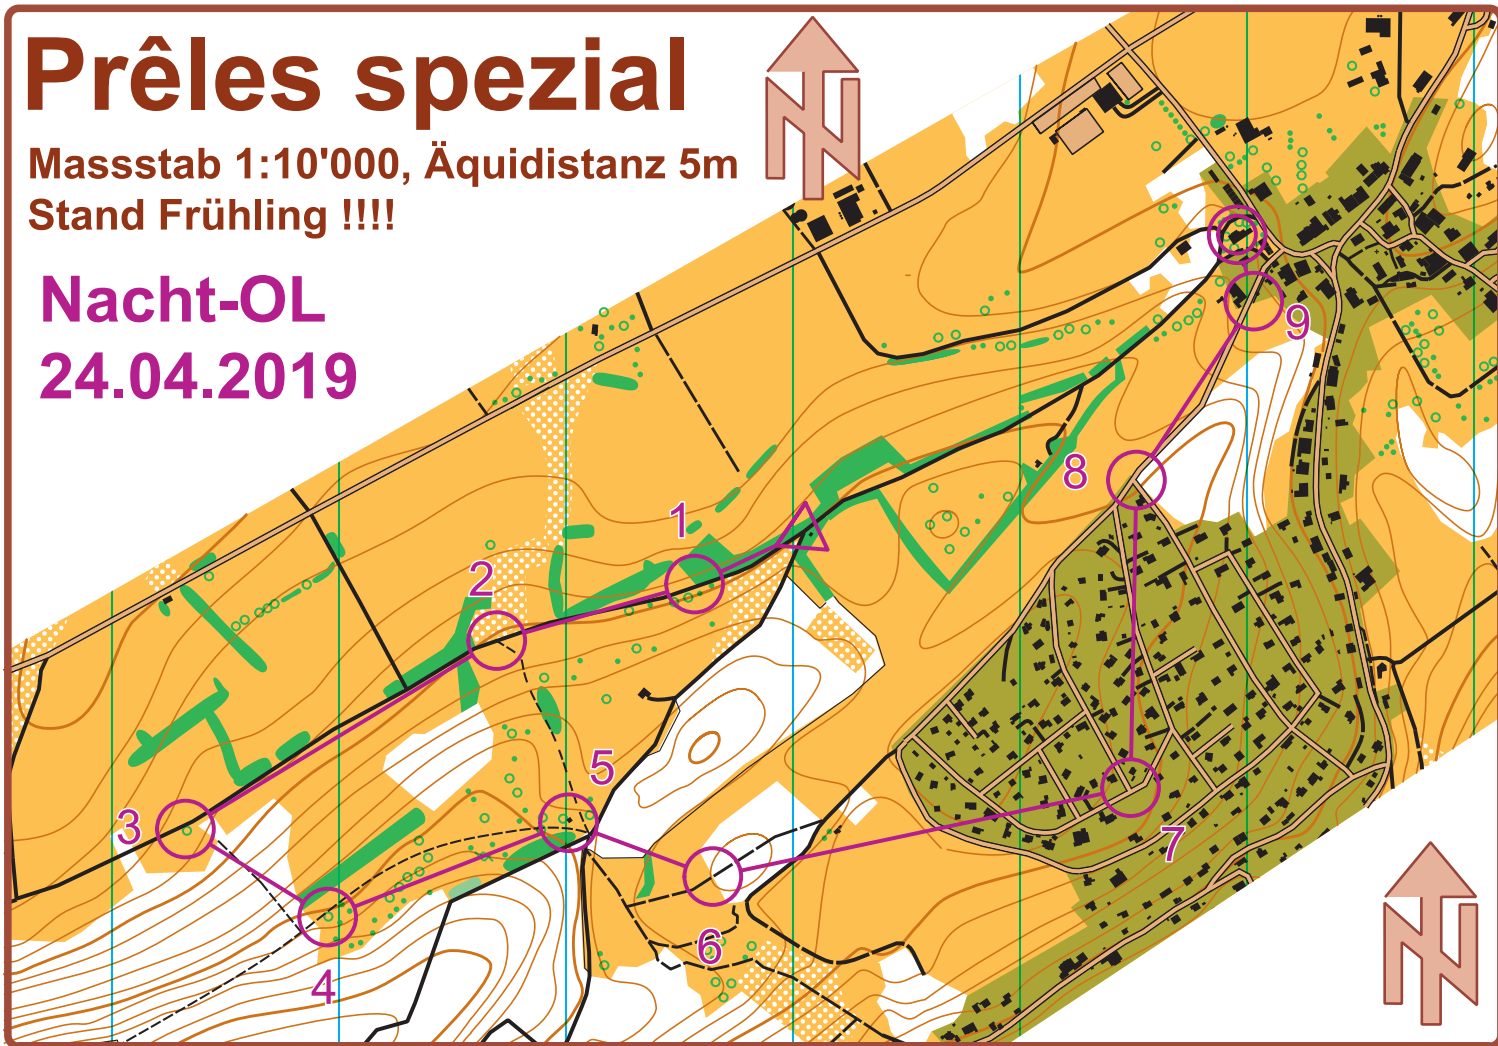 Prêles spezial
Massstab 1:10'000, Äquidistanz 5m
Stand Frühling !!!!
Nacht-OL
24.04.2019
N
9
8
1
2
5
3
7
6
4
N